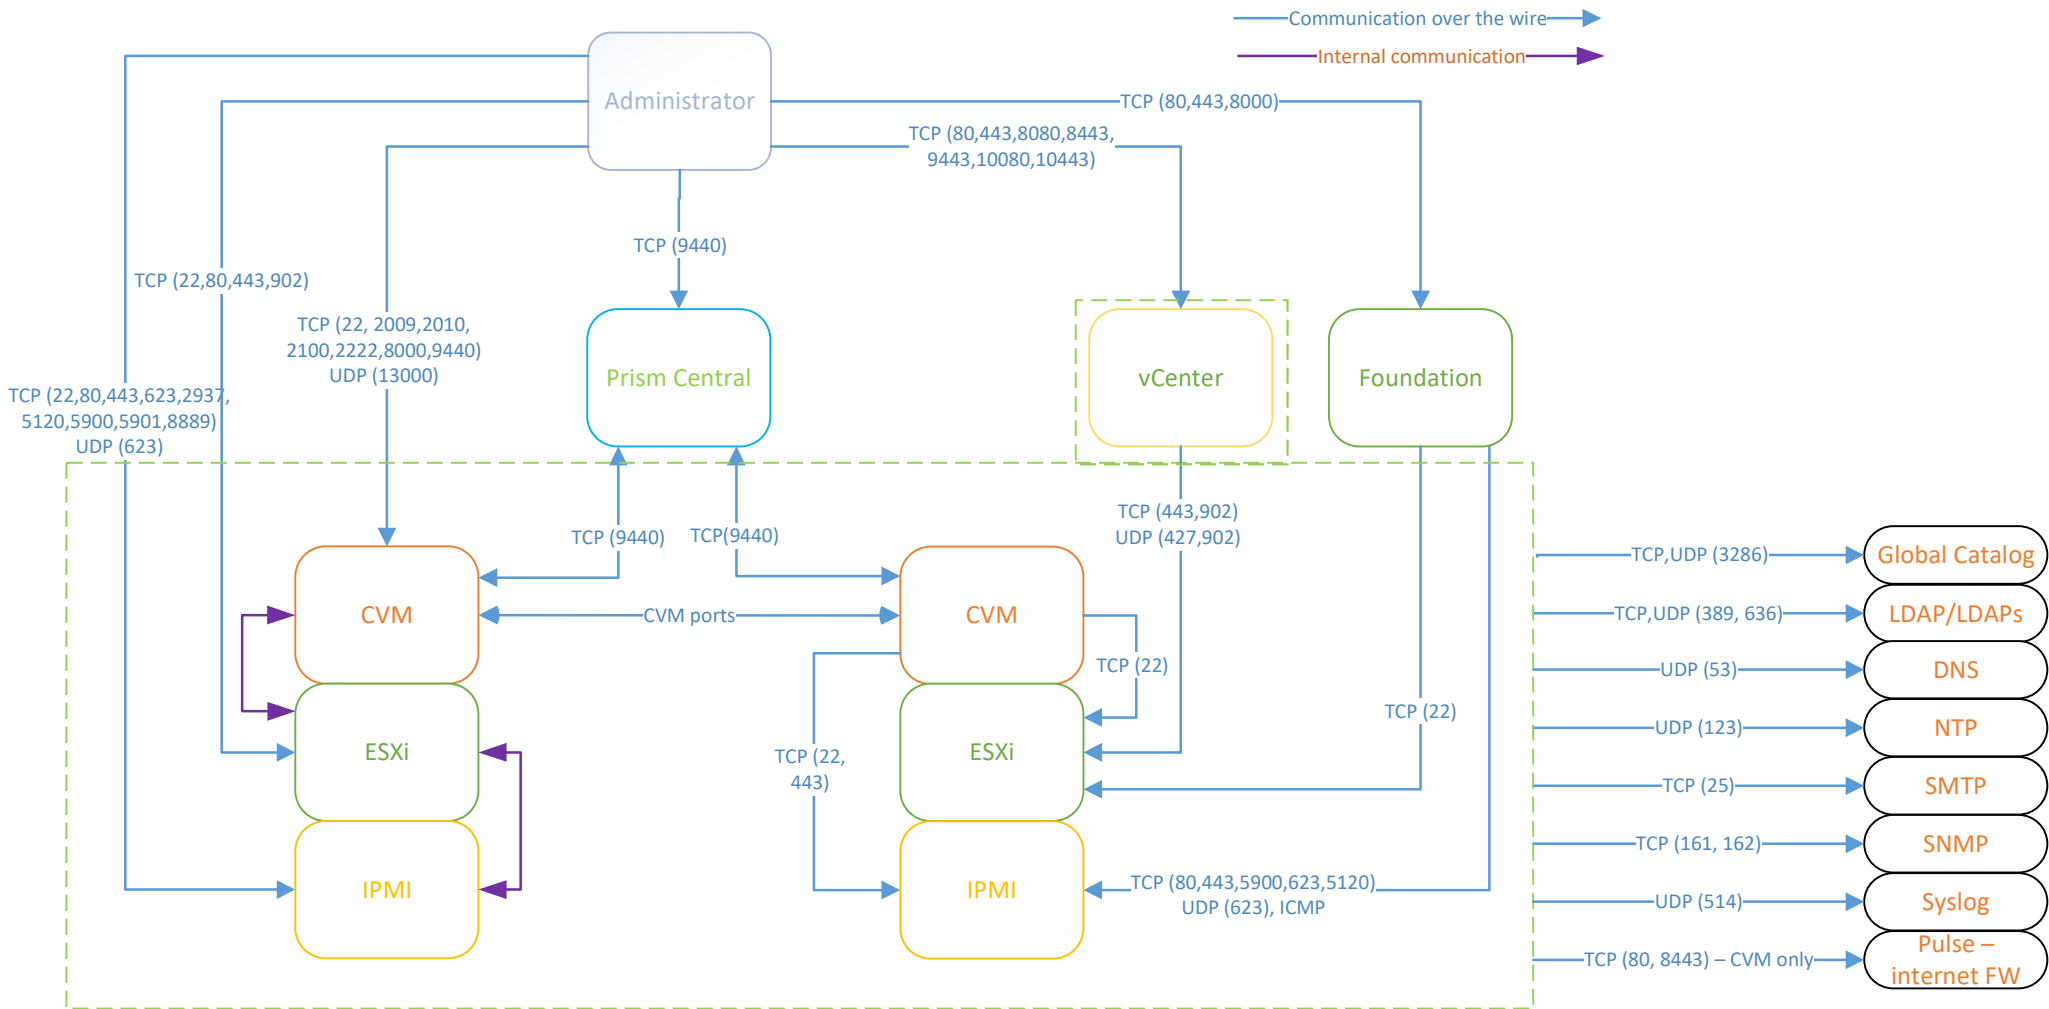 Communication over the wire
Internal communication
Administrator
TCP (80,443,8000)
TCP (80,443,8080,8443,
9443,10080,10443)
TCP (9440)
TCP (22,80,443,902)
TCP (22, 2009,2010,
2100,2222,8000,9440)
UDP (13000)
TCP (22,80,443,623,2937,
5120,5900,5901,8889)
UDP (623)
Prism Central
vCenter
Foundation
TCP (9440)
TCP(9440)
TCP (443,902)
UDP (427,902)
CVM
CVM ports
CVM
TCP (22)
TCP (22)
ESXi
TCP (22,
443)
ESXi
IPMI
IPMI
TCP (80,443,5900,623,5120)
UDP (623), ICMP
TCP,UDP (3286)
Global Catalog
TCP,UDP (389, 636)
LDAP/LDAPs
UDP (53)
DNS
UDP (123)
NTP
TCP (25)
SMTP
TCP (161, 162)
SNMP
UDP (514)
Syslog
TCP (80, 8443) – CVM only
Pulse –
internet FW